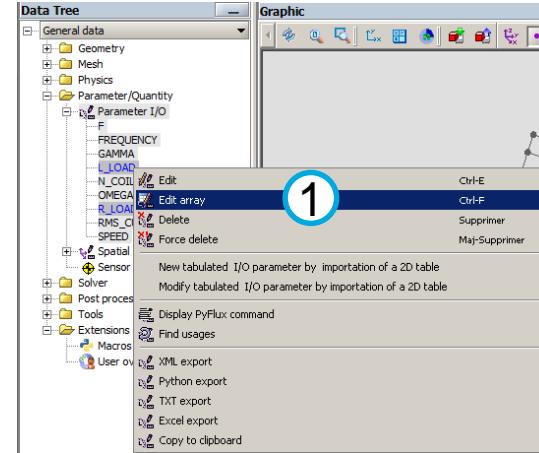 Data Tree
General data
Geometry
Mesh
Physics
Parameter/Quantity
Parameter I/O
F
FREQUENCY
GAMMA
L_LOAD
N_COIL
OMEGA
R_LOA
RMS_C
SPEED
Spatial
Sensor
Solver
Post proces
Tools
Extensions
Macros
User ov
Graphic
Edit Ctrl-E
Edit array Ctrl-F
1
Delete Supprimer
Force delete Maj-Supprimer
New tabulated I/O parameter by importation of a 2D table
Modify tabulated I/O parameter by importation of a 2D table
Display PyFlux command
Find usages
XML export
Python export
TXT export
Excel export
Copy to clipboard